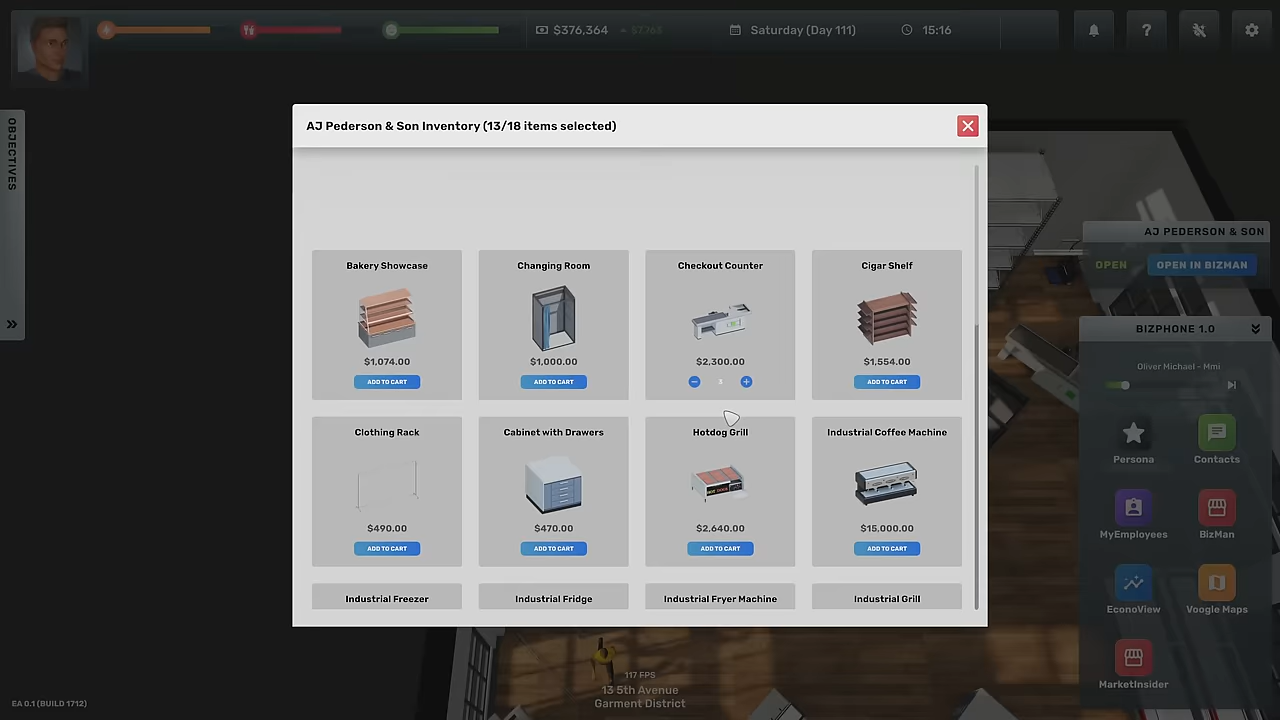 $376,364
$7,763
Saturday (Day 111)
15:16
?
OBJECTIVES
AJ Pederson & Son Inventory (13/18 items selected)
Bakery Showcase
Changing Room
Checkout Counter
Cigar Shelf
$1,074.00
$1,000.00
$2,300.00
$1,554.00
ADD TO CART
ADD TO CART
3
ADD TO CART
Clothing Rack
Cabinet with Drawers
Hotdog Grill
Industrial Coffee Machine
HOT DOGS
$490.00
$470.00
$2,640.00
$15,000.00
ADD TO CART
ADD TO CART
ADD TO CART
ADD TO CART
Industrial Freezer
Industrial Fridge
Industrial Fryer Machine
Industrial Grill
AJ PEDERSON & SON
OPEN
OPEN IN BIZMAN
BIZPHONE 1.0
Oliver Michael - Mmi
Persona
Contacts
MyEmployees
BizMan
EconoView
Voogle Maps
MarketInsider
117 FPS
13 5th Avenue
Garment District
EA 0.1 (BUILD 1712)